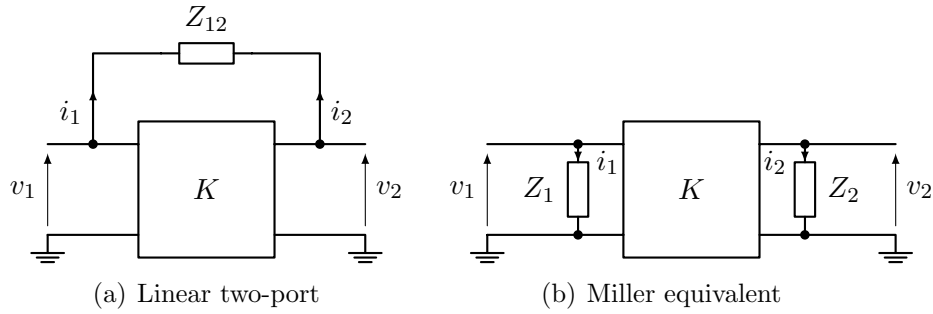 Z₁₂
i₁ i₂
v₁ K v₂
(a) Linear two-port
i₁ i₂
v₁ Z₁ K Z₂ v₂
(b) Miller equivalent